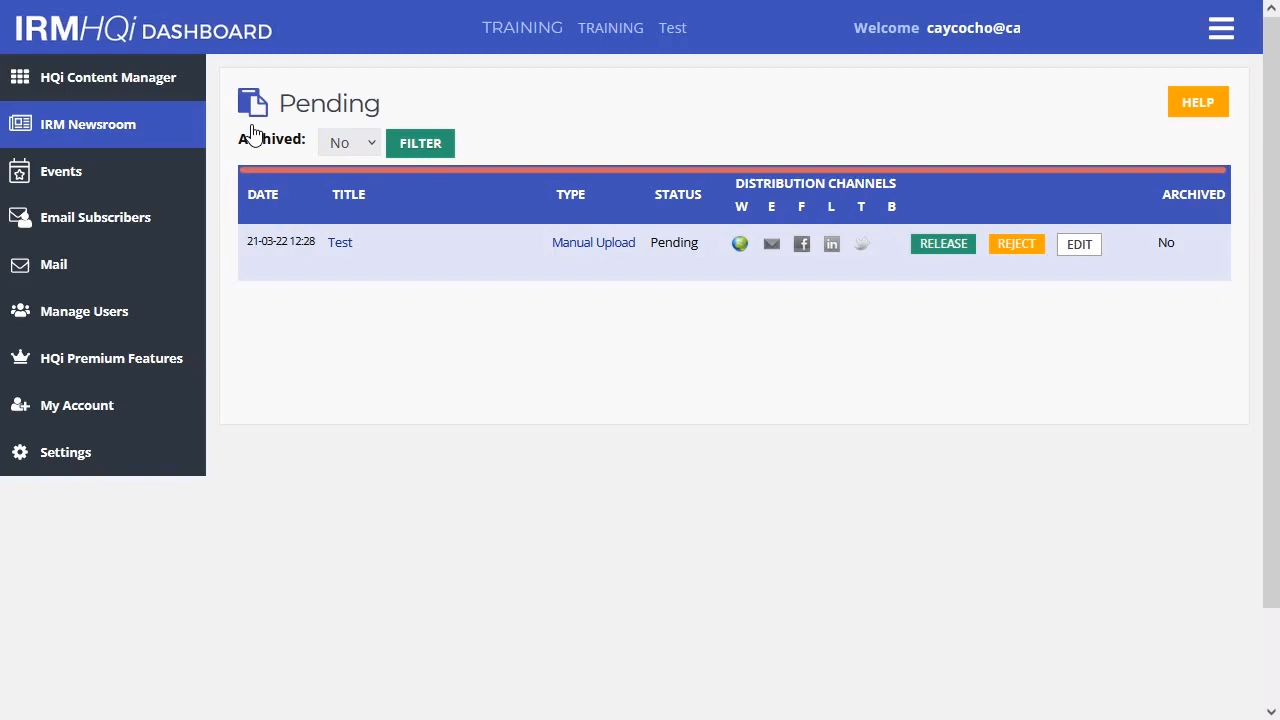 IRMHQi DASHBOARD
TRAINING TRAINING Test
Welcome caycocho@ca
HQi Content Manager
IRM Newsroom
Events
Email Subscribers
Mail
Manage Users
HQi Premium Features
My Account
Settings
Pending
HELP
Archived: No FILTER
DATE TITLE TYPE STATUS DISTRIBUTION CHANNELS ARCHIVED
W E F L T B
21-03-22 12:28 Test Manual Upload Pending RELEASE REJECT EDIT No